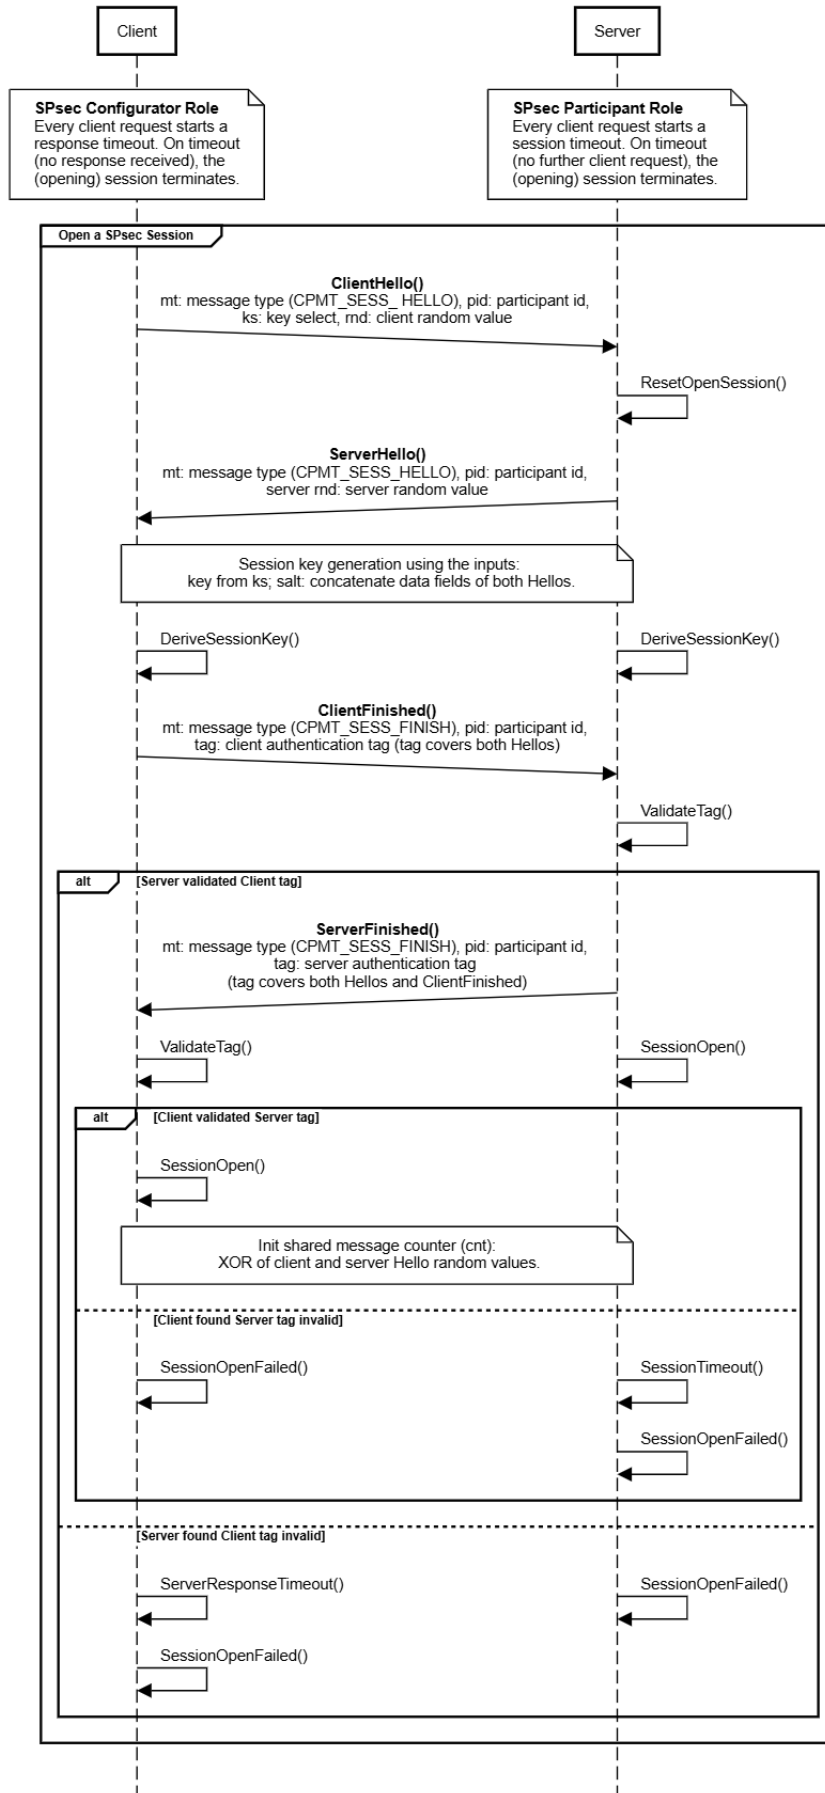 Client
Server
SPsec Configurator Role
Every client request starts a
response timeout. On timeout
(no response received), the
(opening) session terminates.
SPsec Participant Role
Every client request starts a
session timeout. On timeout
(no further client request), the
(opening) session terminates.
Open a SPsec Session
ClientHello()
mt: message type (CPMT_SESS_ HELLO), pid: participant id,
ks: key select, rnd: client random value
ResetOpenSession()
ServerHello()
mt: message type (CPMT_SESS_HELLO), pid: participant id,
server rnd: server random value
Session key generation using the inputs:
key from ks; salt: concatenate data fields of both Hellos.
DeriveSessionKey()
DeriveSessionKey()
ClientFinished()
mt: message type (CPMT_SESS_FINISH), pid: participant id,
tag: client authentication tag (tag covers both Hellos)
ValidateTag()
alt
[Server validated Client tag]
ServerFinished()
mt: message type (CPMT_SESS_FINISH), pid: participant id,
tag: server authentication tag
(tag covers both Hellos and ClientFinished)
ValidateTag()
SessionOpen()
alt
[Client validated Server tag]
SessionOpen()
Init shared message counter (cnt):
XOR of client and server Hello random values.
[Client found Server tag invalid]
SessionOpenFailed()
SessionTimeout()
SessionOpenFailed()
[Server found Client tag invalid]
ServerResponseTimeout()
SessionOpenFailed()
SessionOpenFailed()